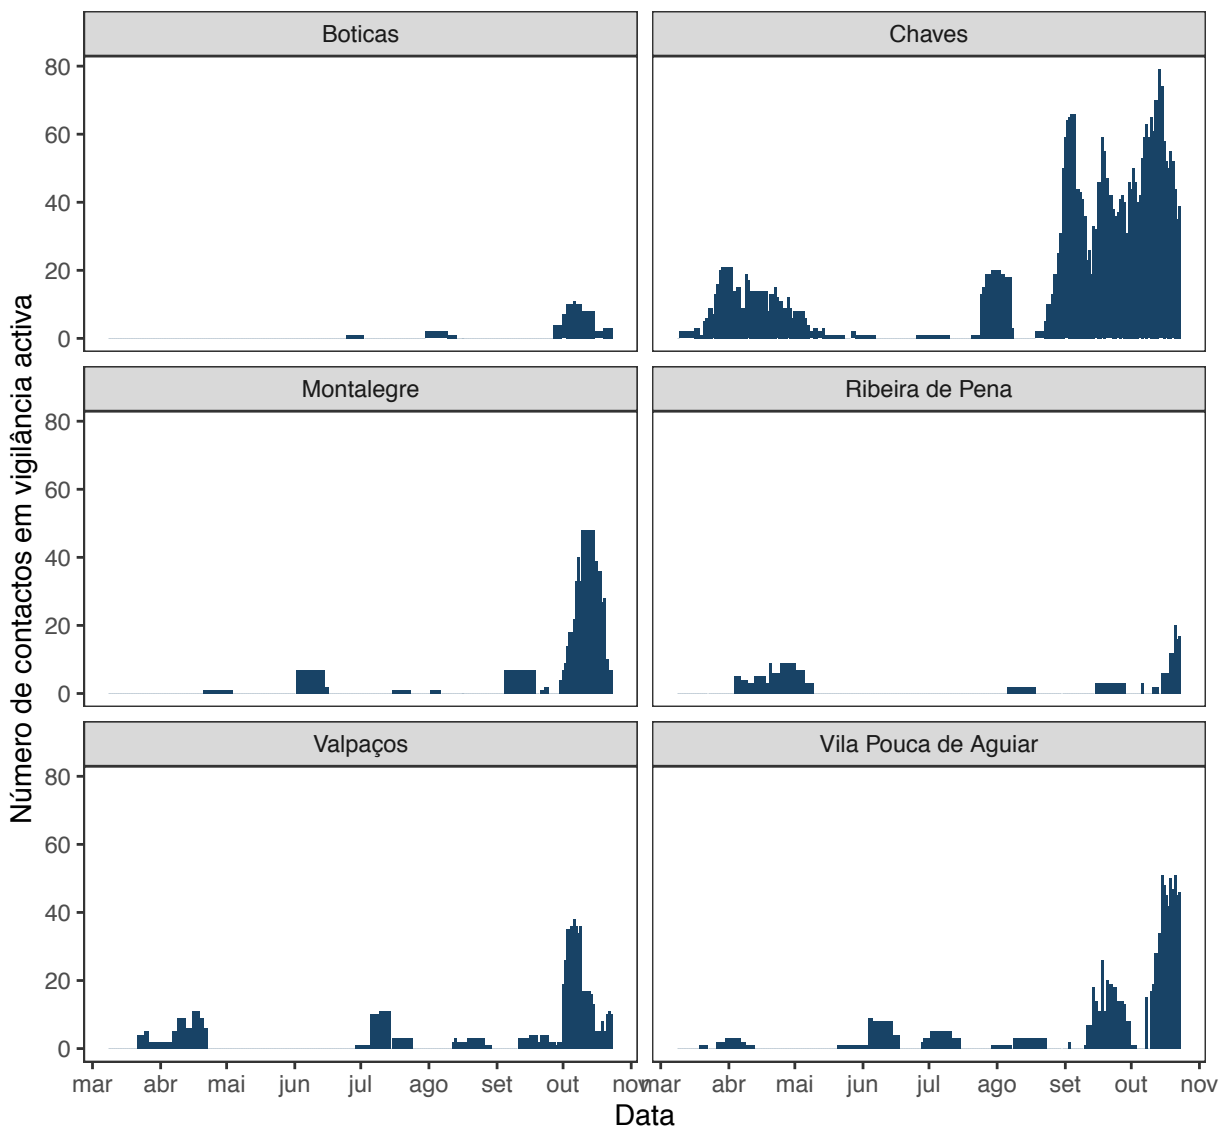 Boticas
Chaves
80
60
40
20
0
Montalegre
Ribeira de Pena
80
60
40
20
0
Valpaços
Vila Pouca de Aguiar
80
60
40
20
0
mar abr mai jun jul ago set out nov
mar abr mai jun jul ago set out nov
Data
Número de contactos em vigilância activa